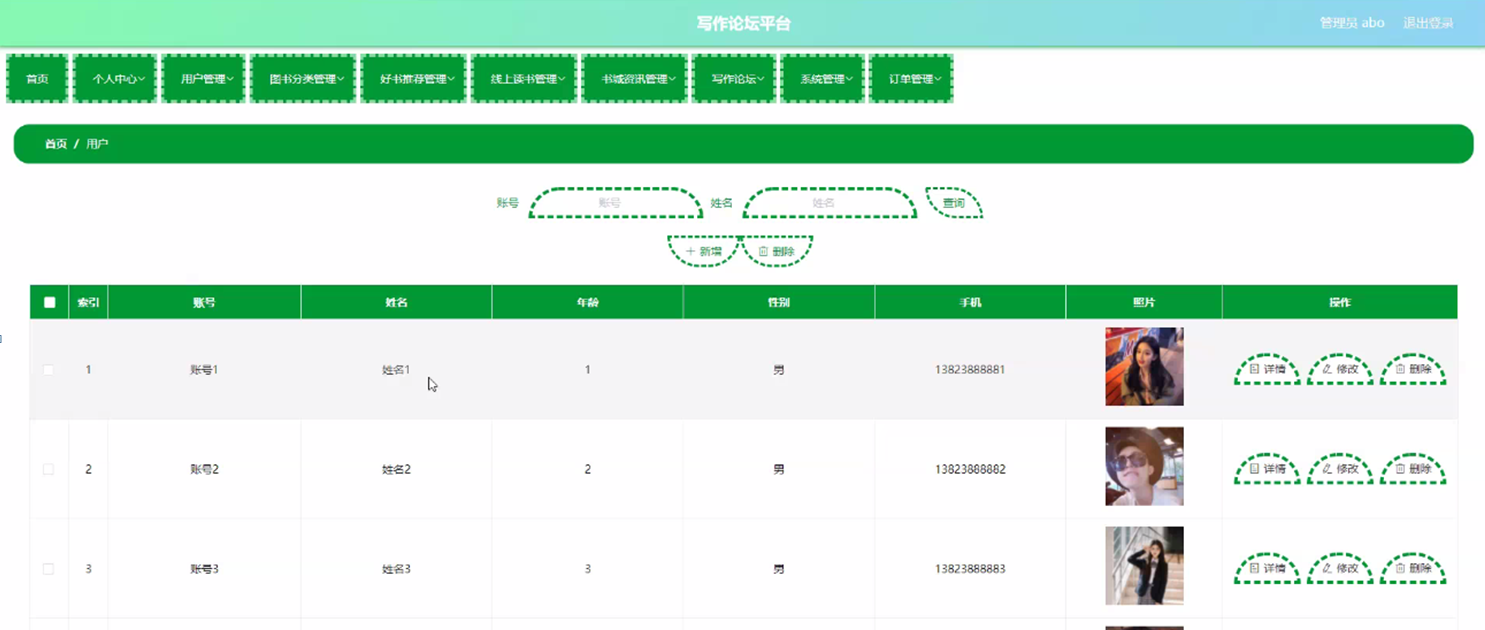 写作论坛平台
管理员 abo 退出登录
首页 个人中心 用户管理 图书分类管理 好书推荐管理 线上读书管理 书城资讯管理 写作论坛 系统管理 订单管理
首页 / 用户
账号 账号 姓名 姓名 查询
新增 删除
索引 账号 姓名 年龄 性别 手机 照片 操作
1 账号1 姓名1 1 男 13823888881 详情 修改 删除
2 账号2 姓名2 2 男 13823888882 详情 修改 删除
3 账号3 姓名3 3 男 13823888883 详情 修改 删除